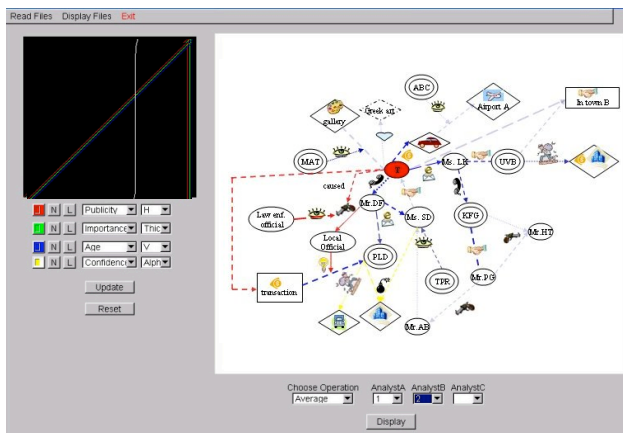 Read Files Display Files Exit
ABC
Greek art
Airport A
In town B
gallery
MAT
T
Ms. LR
UVB
caused
Mr.DF
Law enf.
official
Ms. SD
KFG
Local
Official
Mr.HT
PLD
TPR
Mr.PG
transaction
Mr.AB
J N L Publicity H
J N L Importance Thic
J N L Age V
N L Confidenc Alph
Update
Reset
Choose Operation AnalystA AnalystB AnalystC
Average 1 2
Display